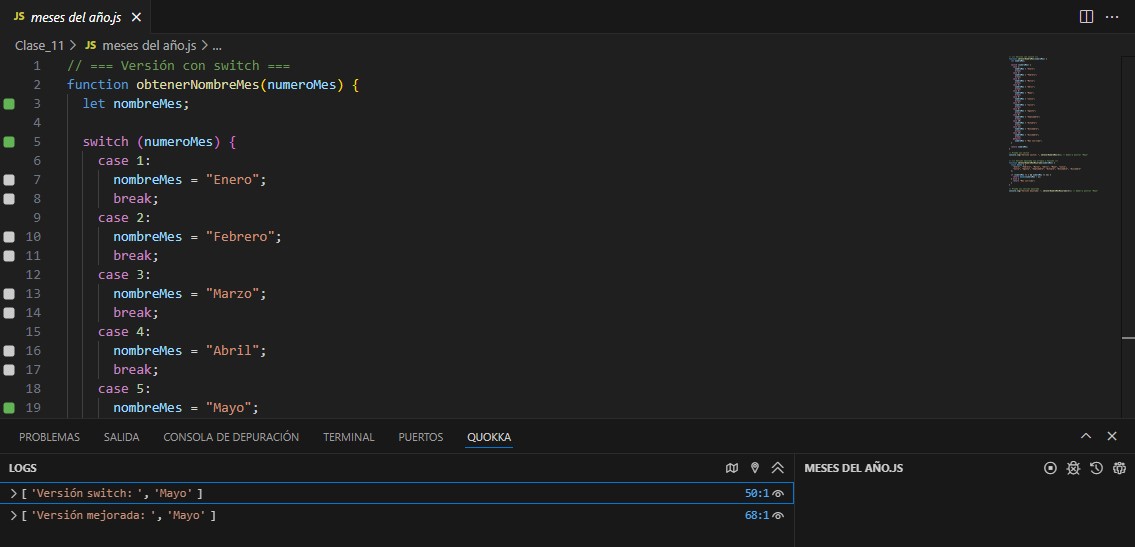 JS meses del año.js
Clase_11 > JS meses del año.js > ...
1 // === Versión con switch ===
2 function obtenerNombreMes(numeroMes) {
3 let nombreMes;
4
5 switch (numeroMes) {
6 case 1:
7 nombreMes = "Enero";
8 break;
9 case 2:
10 nombreMes = "Febrero";
11 break;
12 case 3:
13 nombreMes = "Marzo";
14 break;
15 case 4:
16 nombreMes = "Abril";
17 break;
18 case 5:
19 nombreMes = "Mayo";
PROBLEMAS SALIDA CONSOLA DE DEPURACIÓN TERMINAL PUERTOS QUOKKA
LOGS MESES DEL AÑO.JS
> [ 'Versión switch: ', 'Mayo' ] 50:1
> [ 'Versión mejorada: ', 'Mayo' ] 68:1